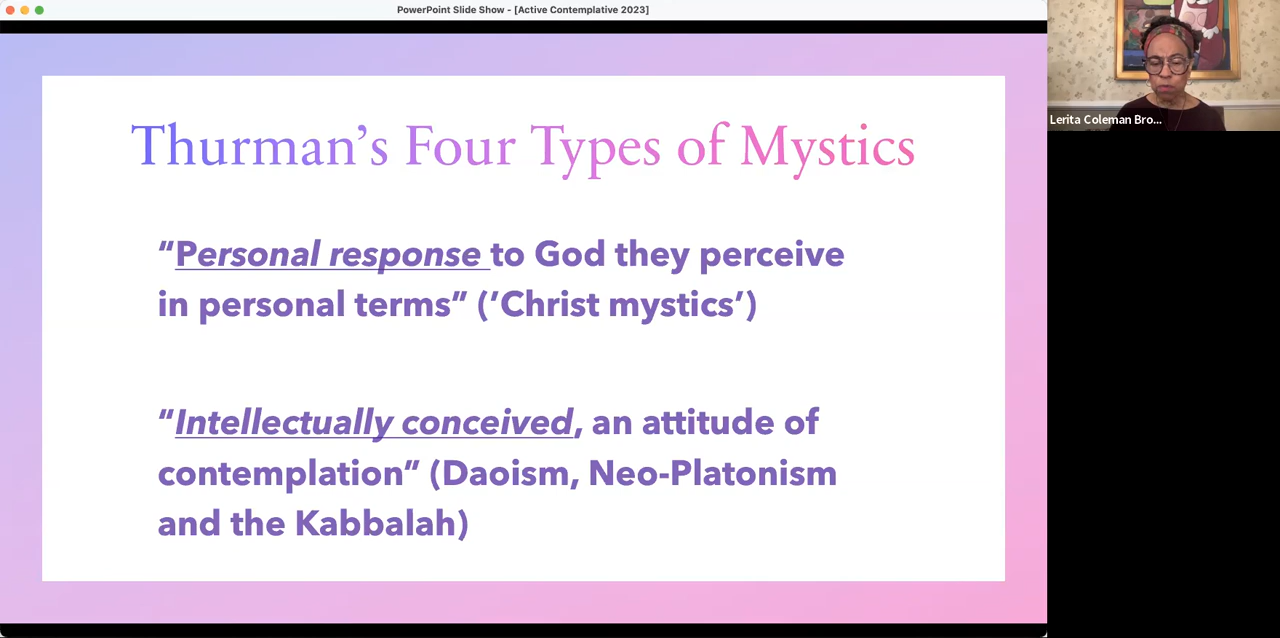 PowerPoint Slide Show - [Active Contemplative 2023]
Thurman’s Four Types of Mystics
“Personal response to God they perceive
in personal terms” (’Christ mystics’)
“Intellectually conceived, an attitude of
contemplation” (Daoism, Neo-Platonism
and the Kabbalah)
Lerita Coleman Bro...